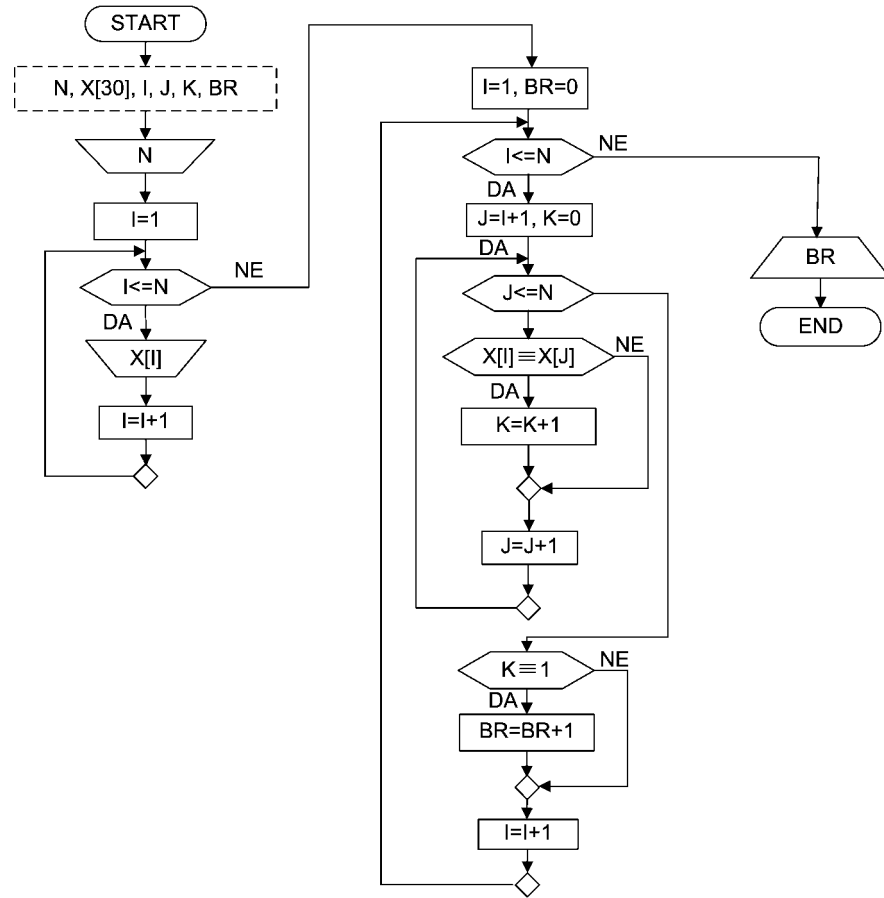 START
N, X[30], I, J, K, BR
N
I=1
I<=N
NE
DA
X[I]
I=I+1
I=1, BR=0
I<=N
NE
DA
J=I+1, K=0
DA
J<=N
X[I]≡X[J]
NE
DA
K=K+1
J=J+1
K≡1
NE
DA
BR=BR+1
I=I+1
BR
END